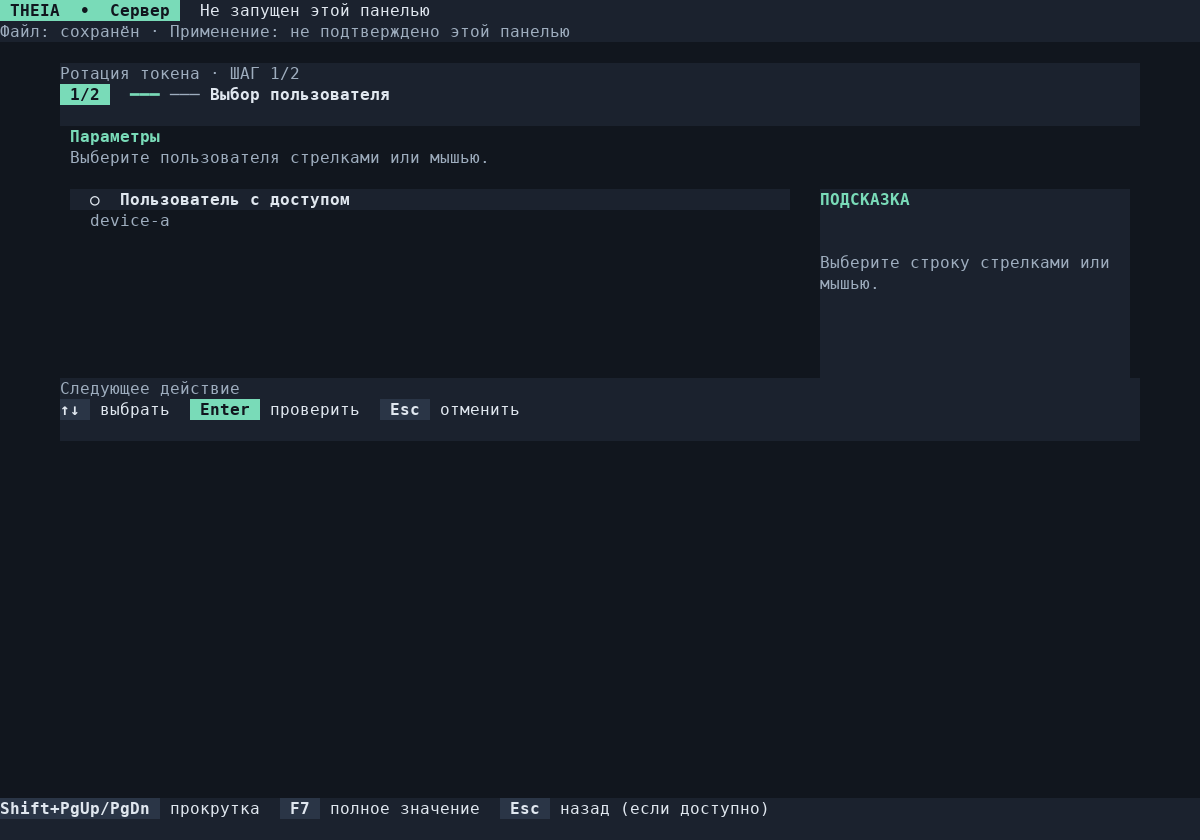 THEIA • Сервер Не запущен этой панелью
Файл: сохранён · Применение: не подтверждено этой панелью
Ротация токена · ШАГ 1/2
1/2 ━━━ ─── Выбор пользователя
Параметры
Выберите пользователя стрелками или мышью.
○ Пользователь с доступом
device-a
ПОДСКАЗКА
Выберите строку стрелками или
мышью.
Следующее действие
↑↓ выбрать Enter проверить Esc отменить
Shift+PgUp/PgDn прокрутка F7 полное значение Esc назад (если доступно)